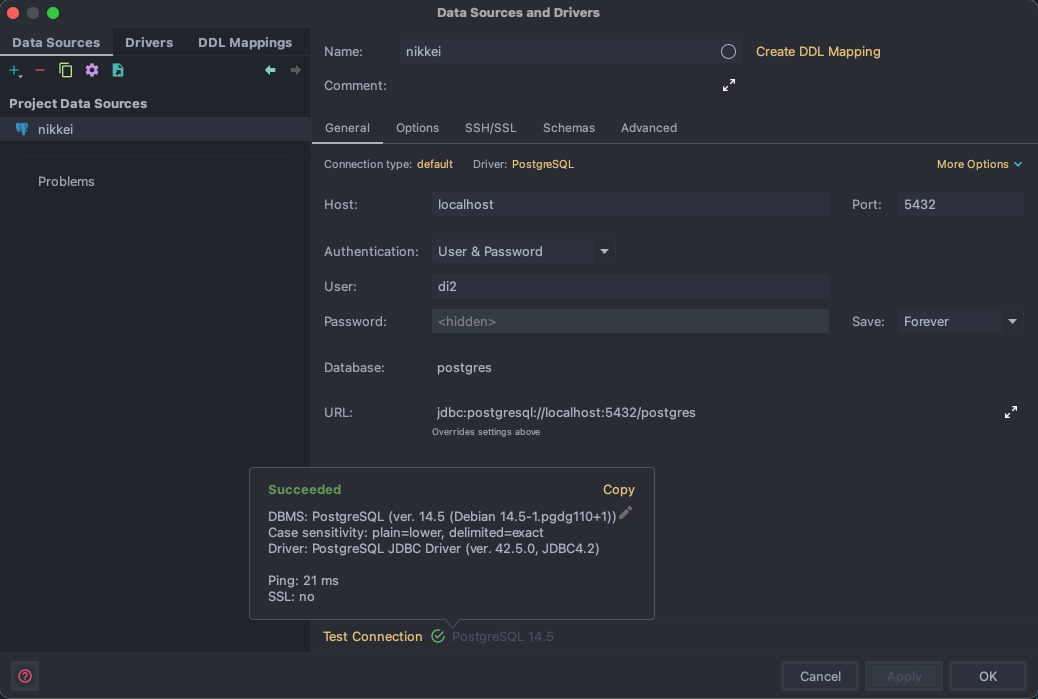 Data Sources and Drivers
Data Sources Drivers DDL Mappings
Project Data Sources
nikkei
Problems
Name: nikkei Create DDL Mapping
Comment:
General Options SSH/SSL Schemas Advanced
Connection type: default Driver: PostgreSQL More Options
Host: localhost Port: 5432
Authentication: User & Password
User: di2
Password: <hidden> Save: Forever
Database: postgres
URL: jdbc:postgresql://localhost:5432/postgres
Overrides settings above
Succeeded Copy
DBMS: PostgreSQL (ver. 14.5 (Debian 14.5-1.pgdg110+1))
Case sensitivity: plain=lower, delimited=exact
Driver: PostgreSQL JDBC Driver (ver. 42.5.0, JDBC4.2)
Ping: 21 ms
SSL: no
Test Connection PostgreSQL 14.5
? Cancel Apply OK